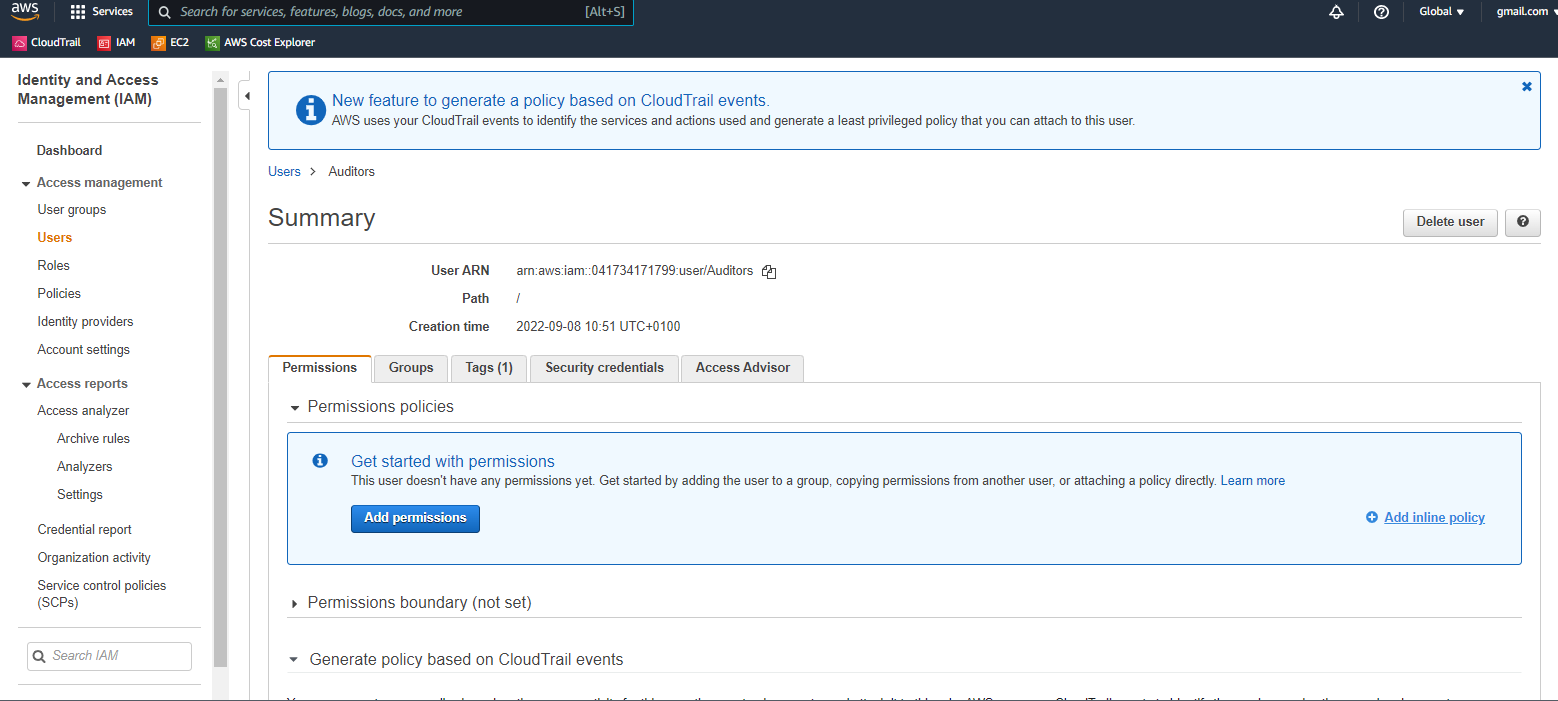 aws
Services
Search for services, features, blogs, docs, and more
[Alt+S]
Global
gmail.com
CloudTrail
IAM
EC2
AWS Cost Explorer
Identity and Access
Management (IAM)
Dashboard
Access management
User groups
Users
Roles
Policies
Identity providers
Account settings
Access reports
Access analyzer
Archive rules
Analyzers
Settings
Credential report
Organization activity
Service control policies
(SCPs)
Search IAM
New feature to generate a policy based on CloudTrail events.
AWS uses your CloudTrail events to identify the services and actions used and generate a least privileged policy that you can attach to this user.
Users > Auditors
Summary
Delete user
User ARN arn:aws:iam::041734171799:user/Auditors
Path /
Creation time 2022-09-08 10:51 UTC+0100
Permissions
Groups
Tags (1)
Security credentials
Access Advisor
Permissions policies
Get started with permissions
This user doesn't have any permissions yet. Get started by adding the user to a group, copying permissions from another user, or attaching a policy directly. Learn more
Add permissions
Add inline policy
Permissions boundary (not set)
Generate policy based on CloudTrail events